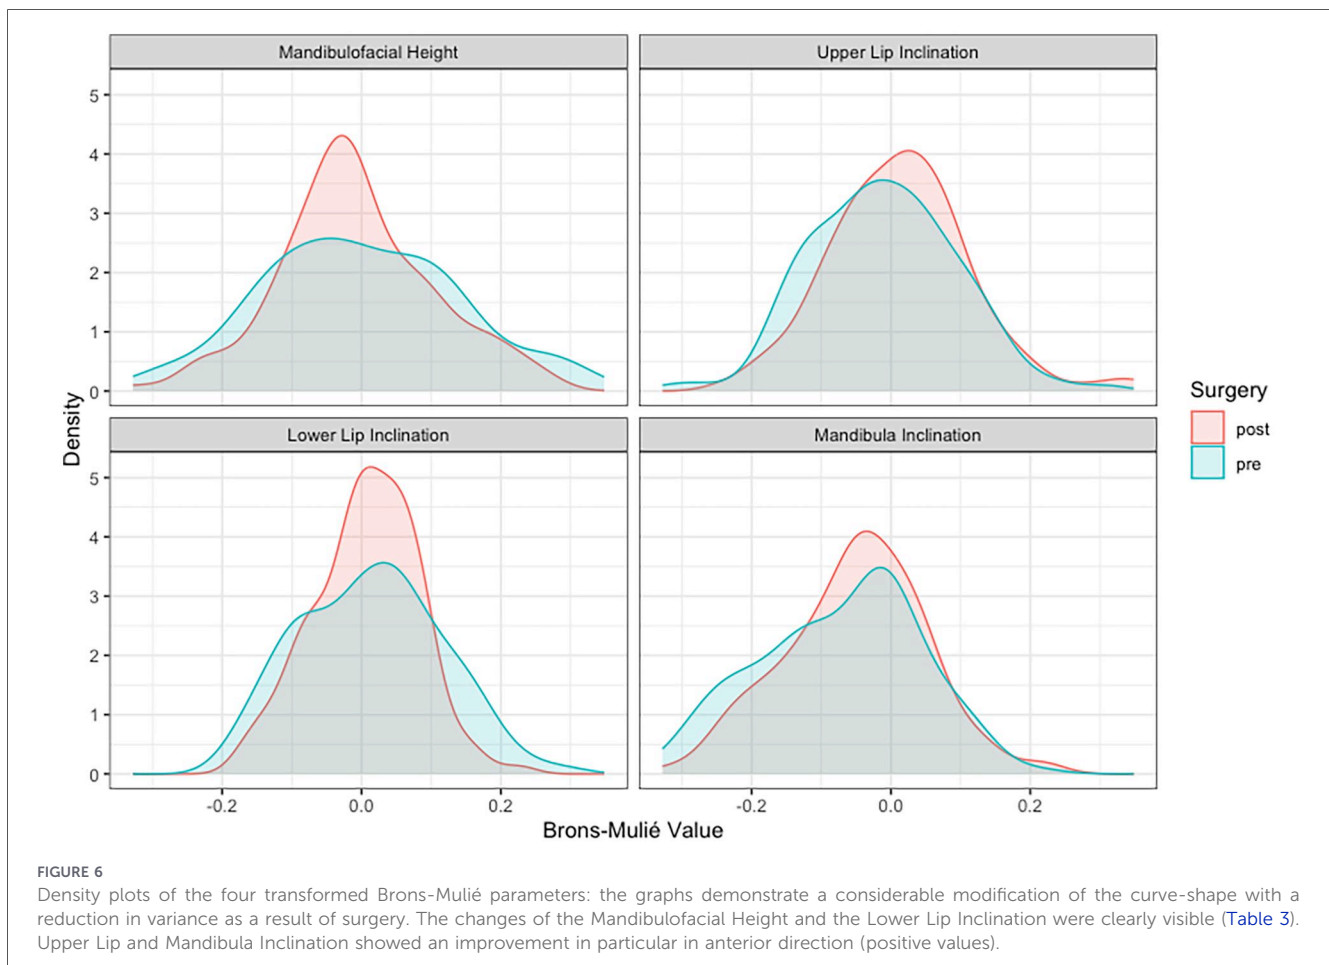 Mandibulofacial Height
Upper Lip Inclination
5
4
3
2
1
0
Lower Lip Inclination
Mandibula Inclination
5
4
3
2
1
0
Density
-0.2 0.0 0.2
-0.2 0.0 0.2
Brons-Mulié Value
Surgery
post
pre
FIGURE 6
Density plots of the four transformed Brons-Mulié parameters: the graphs demonstrate a considerable modification of the curve-shape with a
reduction in variance as a result of surgery. The changes of the Mandibulofacial Height and the Lower Lip Inclination were clearly visible (Table 3).
Upper Lip and Mandibula Inclination showed an improvement in particular in anterior direction (positive values).